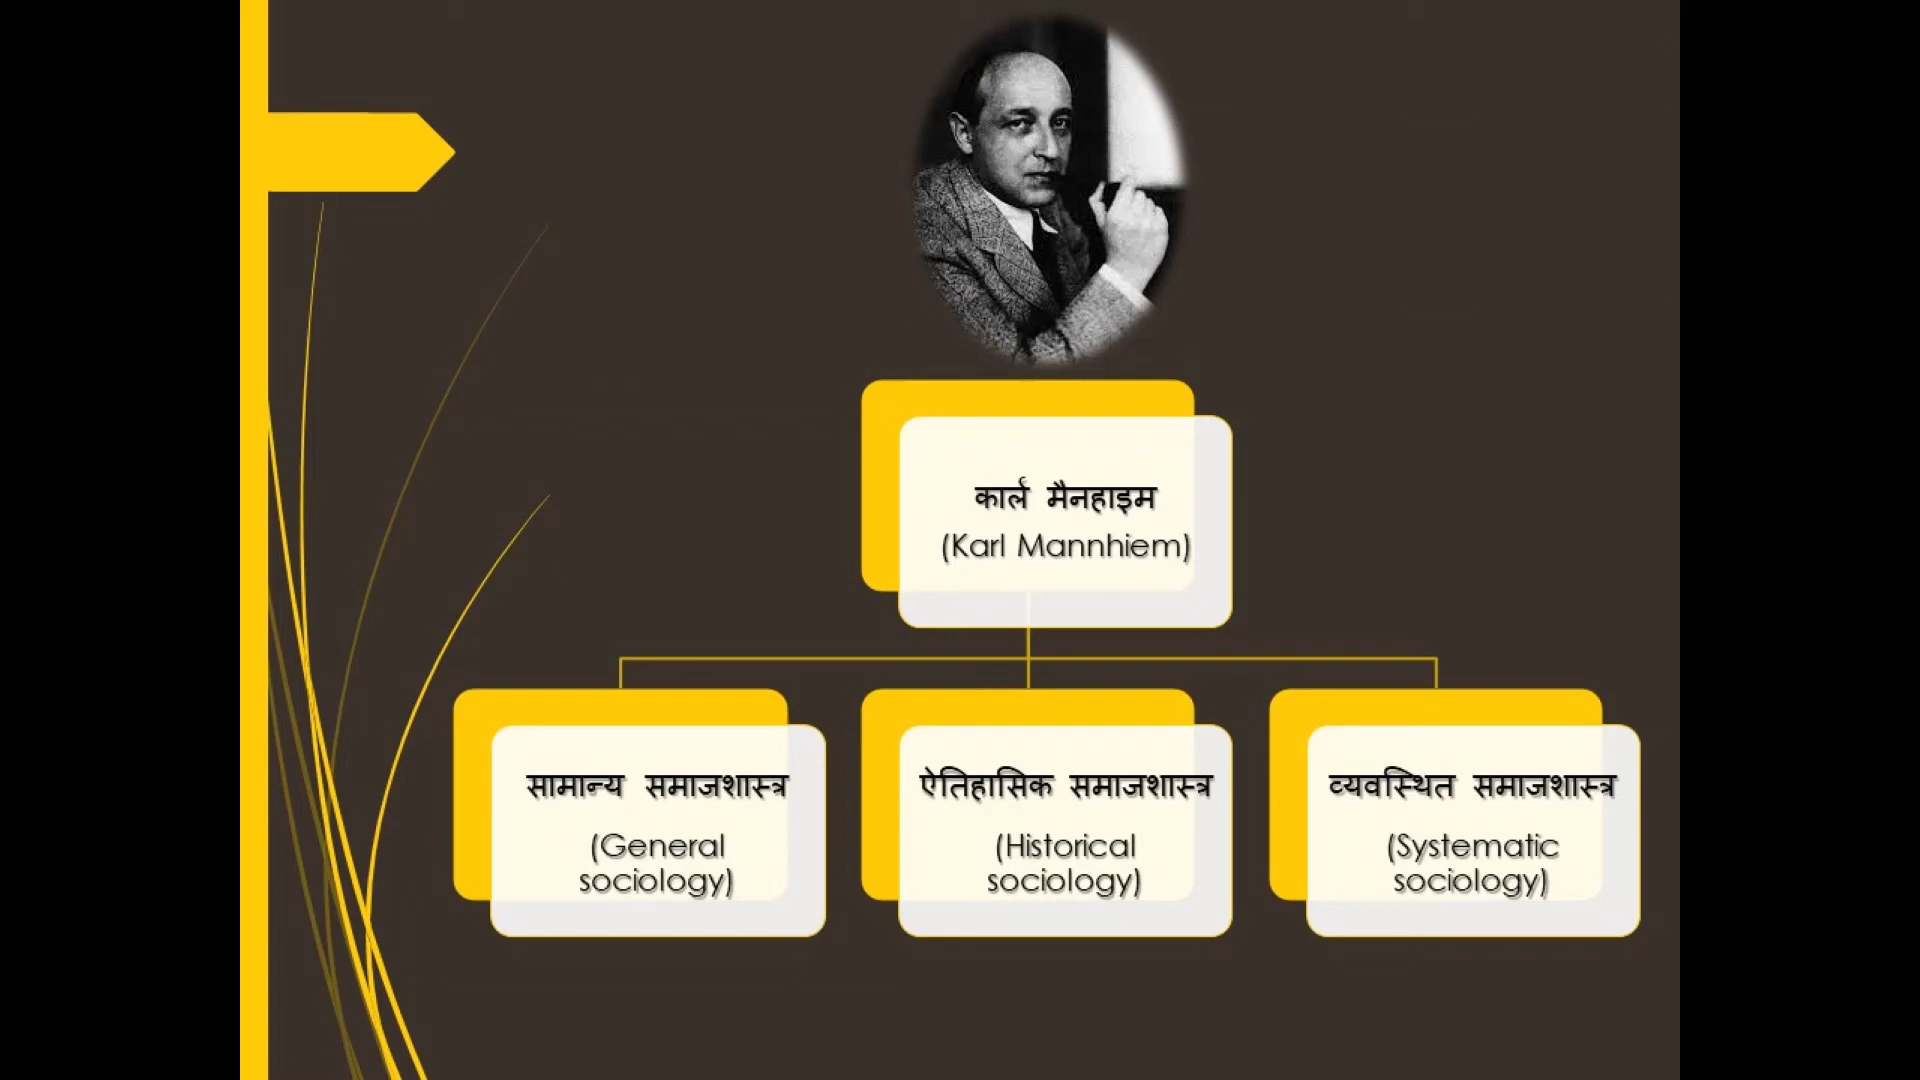 कार्ल मैनहाइम
(Karl Mannhiem)
सामान्य समाजशास्त्र
(General
sociology)
ऐतिहासिक समाजशास्त्र
(Historical
sociology)
व्यवस्थित समाजशास्त्र
(Systematic
sociology)